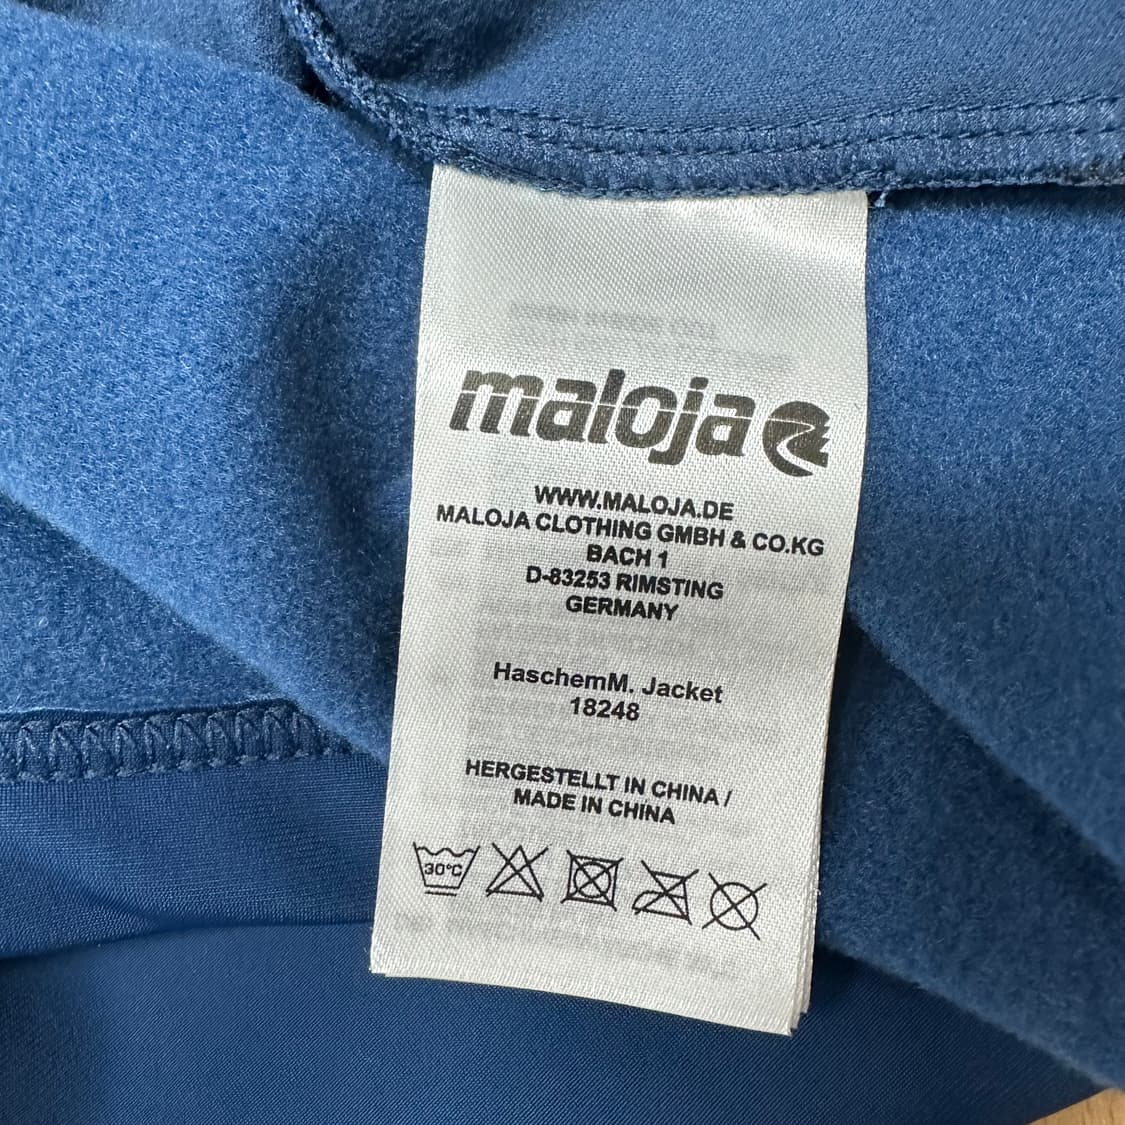 maloja
WWW.MALOJA.DE
MALOJA CLOTHING GMBH & CO.KG
BACH 1
D-83253 RIMSTING
GERMANY
HaschemM. Jacket
18248
HERGESTELLT IN CHINA /
MADE IN CHINA
30°C